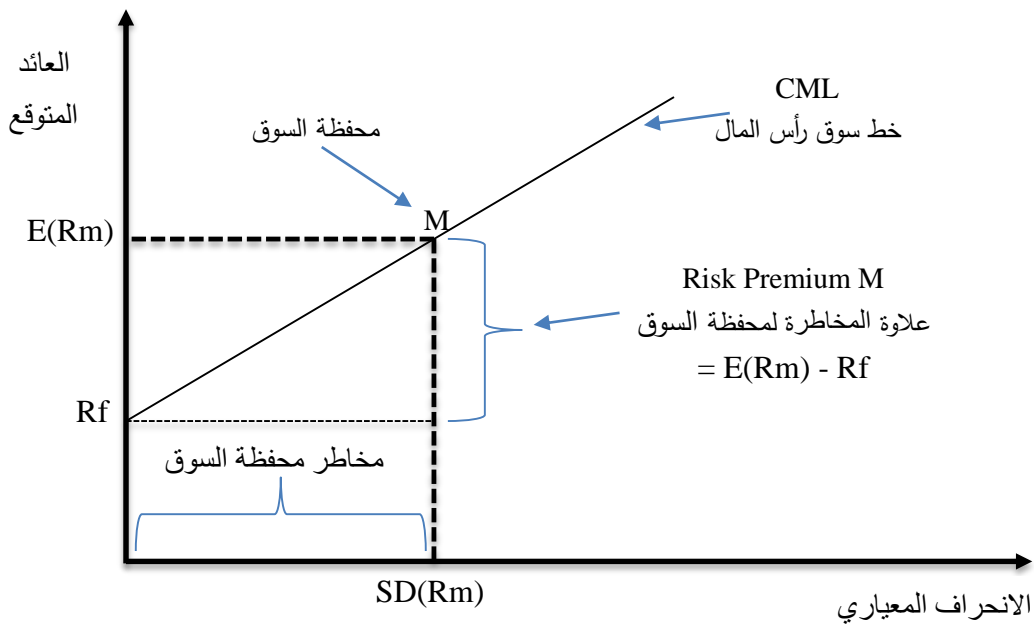 العائد
المتوقع
CML
خط سوق رأس المال
محفظة السوق
M
E(Rm)
Risk Premium M
علاوة المخاطرة لمحفظة السوق
= E(Rm) - Rf
Rf
مخاطر محفظة السوق
SD(Rm)
الانحراف المعياري